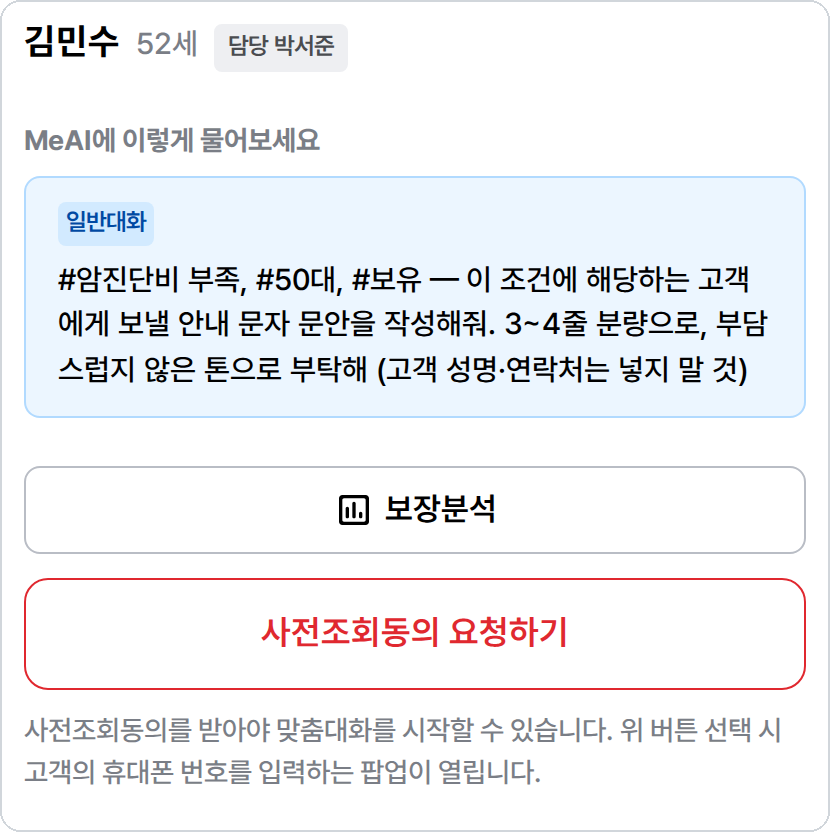 김민수 52세 담당 박서준
MeAI에 이렇게 물어보세요
일반대화
#암진단비 부족, #50대, #보유 — 이 조건에 해당하는 고객
에게 보낼 안내 문자 문안을 작성해줘. 3~4줄 분량으로, 부담
스럽지 않은 톤으로 부탁해 (고객 성명·연락처는 넣지 말 것)
보장분석
사전조회동의 요청하기
사전조회동의를 받아야 맞춤대화를 시작할 수 있습니다. 위 버튼 선택 시
고객의 휴대폰 번호를 입력하는 팝업이 열립니다.